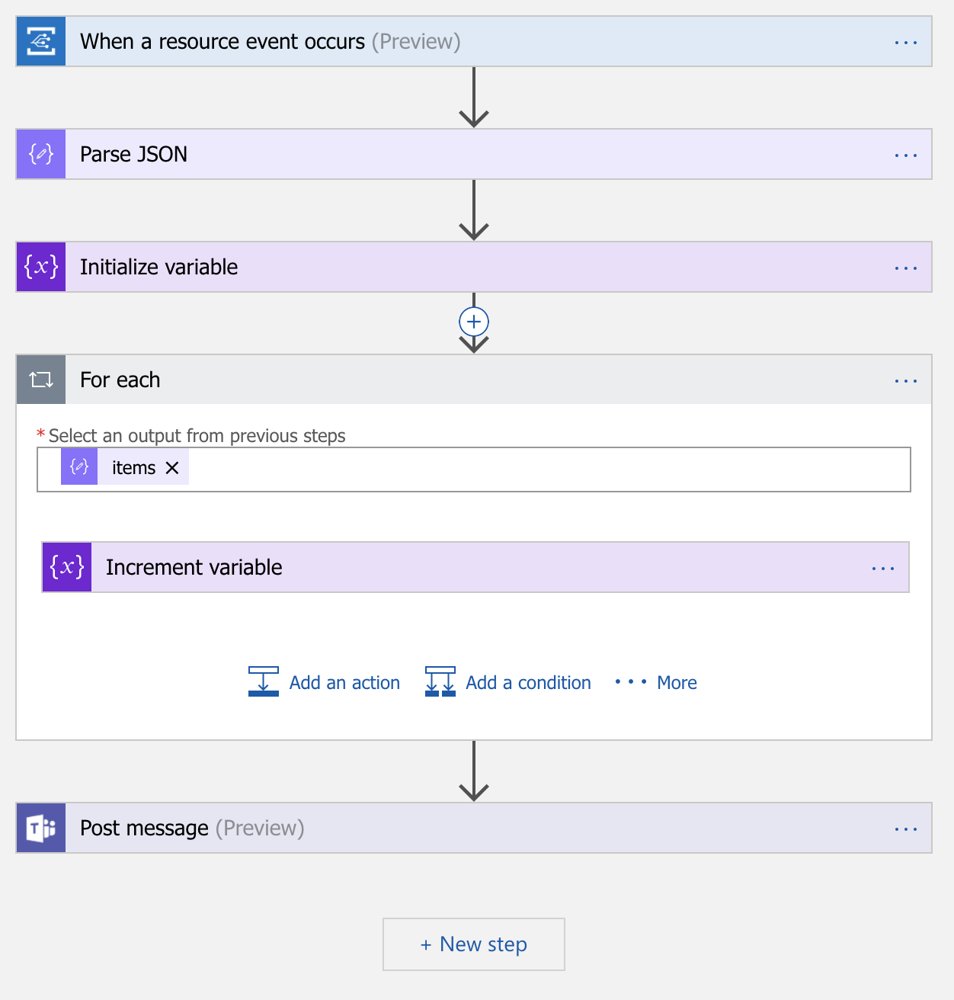 When a resource event occurs (Preview)
...
Parse JSON
...
{x} Initialize variable
...
+
For each
...
* Select an output from previous steps
items ×
{x} Increment variable
...
Add an action Add a condition ... More
T Post message (Preview)
...
+ New step